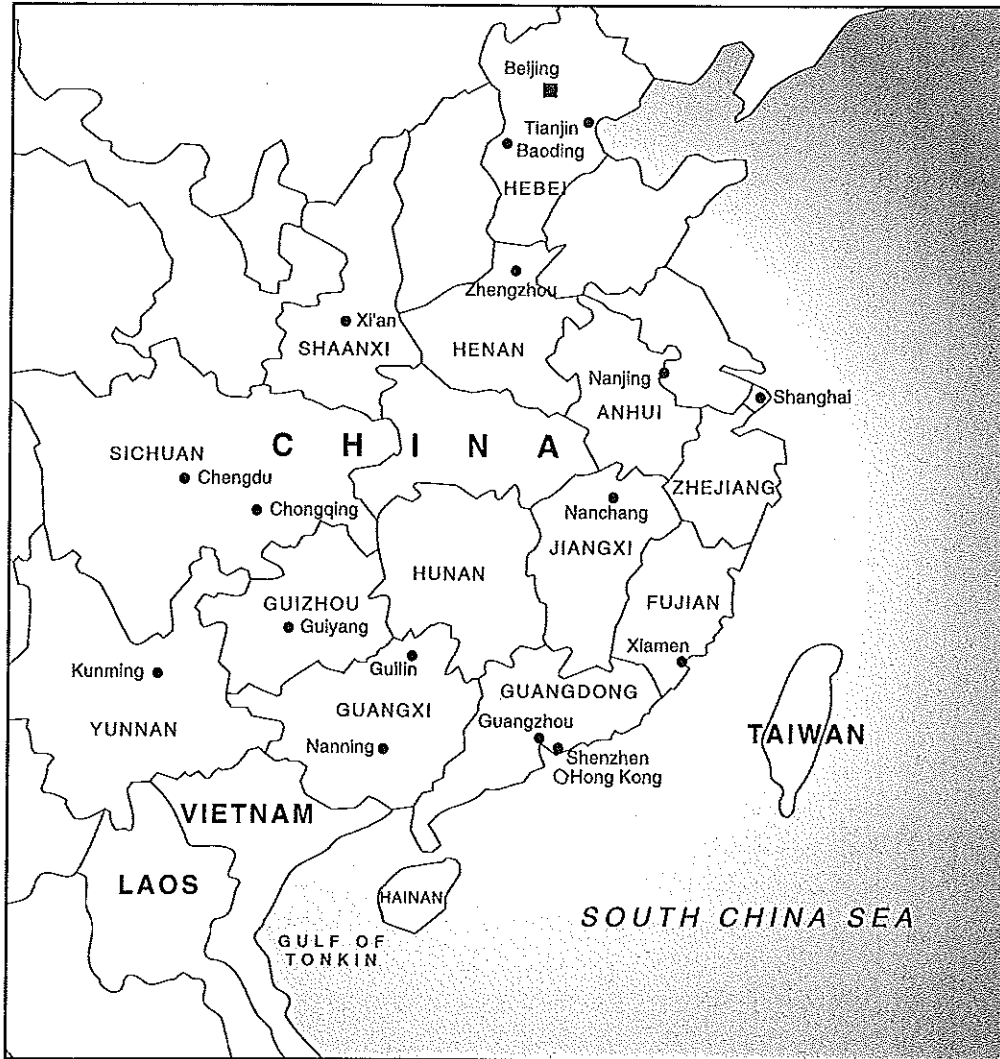 Beijing
Tianjin
Baoding
HEBEI
Zhengzhou
Xi'an
SHAANXI
HENAN
Nanjing
ANHUI
Shanghai
CHINA
SICHUAN
Chengdu
Chongqing
ZHEJIANG
Nanchang
JIANGXI
HUNAN
FUJIAN
GUIZHOU
Guiyang
Xiamen
Kunming
Guilin
GUANGDONG
GUANGXI
YUNNAN
Guangzhou
Nanning
Shenzhen
Hong Kong
TAIWAN
VIETNAM
LAOS
HAINAN
SOUTH CHINA SEA
GULF OF
TONKIN